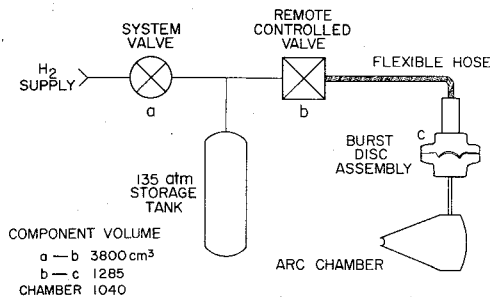 SYSTEM
VALVE
REMOTE
CONTROLLED
VALVE
FLEXIBLE HOSE
H2
SUPPLY
a
b
c
BURST
DISC
ASSEMBLY
135 atm
STORAGE
TANK
COMPONENT VOLUME
a — b 3800 cm³
b — c 1285
CHAMBER 1040
ARC CHAMBER